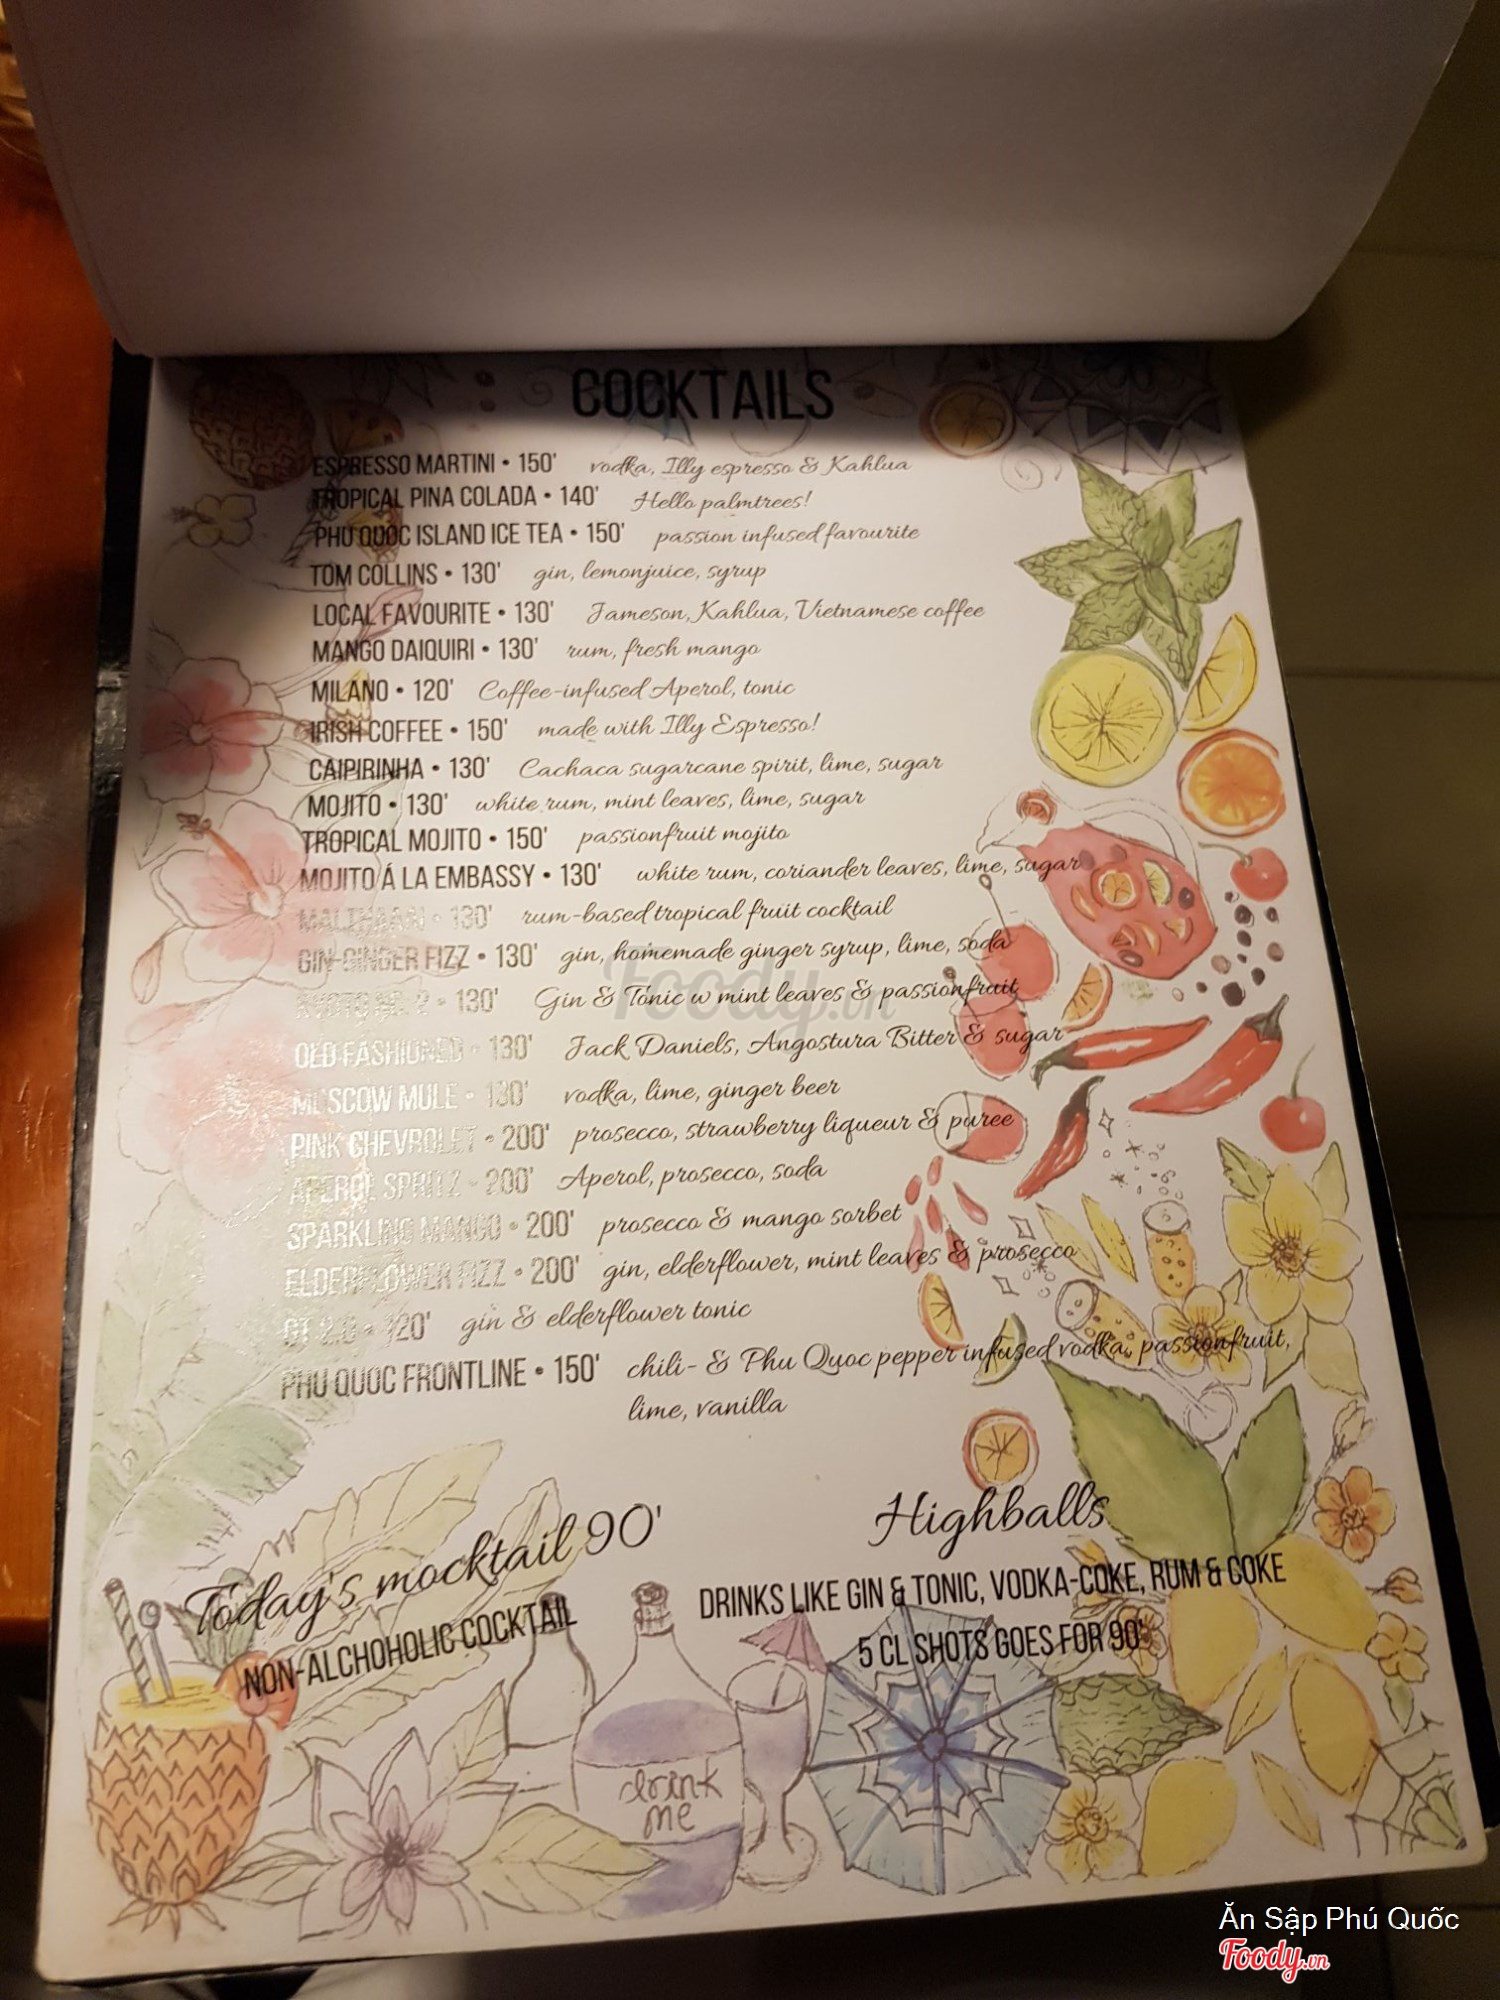 COCKTAILS
ESPRESSO MARTINI • 150' vodka, Illy espresso & Kahlua
TROPICAL PINA COLADA • 140' Hello palmtrees!
PHU QUOC ISLAND ICE TEA • 150' passion infused favourite
TOM COLLINS • 130' gin, lemonjuice, syrup
LOCAL FAVOURITE • 130' Jameson, Kahlua, Vietnamese coffee
MANGO DAIQUIRI • 130' rum, fresh mango
MILANO • 120' Coffee-infused Aperol, tonic
IRISH COFFEE • 150' made with Illy Espresso!
CAIPIRINHA • 130' Cachaca sugarcane spirit, lime, sugar
MOJITO • 130' white rum, mint leaves, lime, sugar
TROPICAL MOJITO • 150' passionfruit mojito
MOJITO Á LA EMBASSY • 130' white rum, coriander leaves, lime, sugar
• 130' rum-based tropical fruit cocktail
GIN-GINGER FIZZ • 130' gin, homemade ginger syrup, lime, soda
2 • 130' Gin & Tonic w mint leaves & passionfruit
OLD FASHIONED • 130' Jack Daniels, Angostura Bitter & sugar
MOSCOW MULE • 130' vodka, lime, ginger beer
PINK CHEVROLET • 200' prosecco, strawberry liqueur & puree
APEROL SPRITZ • 200' Aperol, prosecco, soda
SPARKLING MANGO • 200' prosecco & mango sorbet
ELDERFLOWER FIZZ • 200' gin, elderflower, mint leaves & prosecco
GT 2.0 • 120' gin & elderflower tonic
PHU QUOC FRONTLINE • 150' chili- & Phu Quoc pepper infused vodka, passionfruit,
lime, vanilla
Today's mocktail 90'
NON-ALCHOHOLIC COCKTAIL
Highballs
DRINKS LIKE GIN & TONIC, VODKA-COKE, RUM & COKE
5 CL SHOTS GOES FOR 90'
drink
me
Foody.vn
Ăn Sập Phú Quốc
Foody.vn